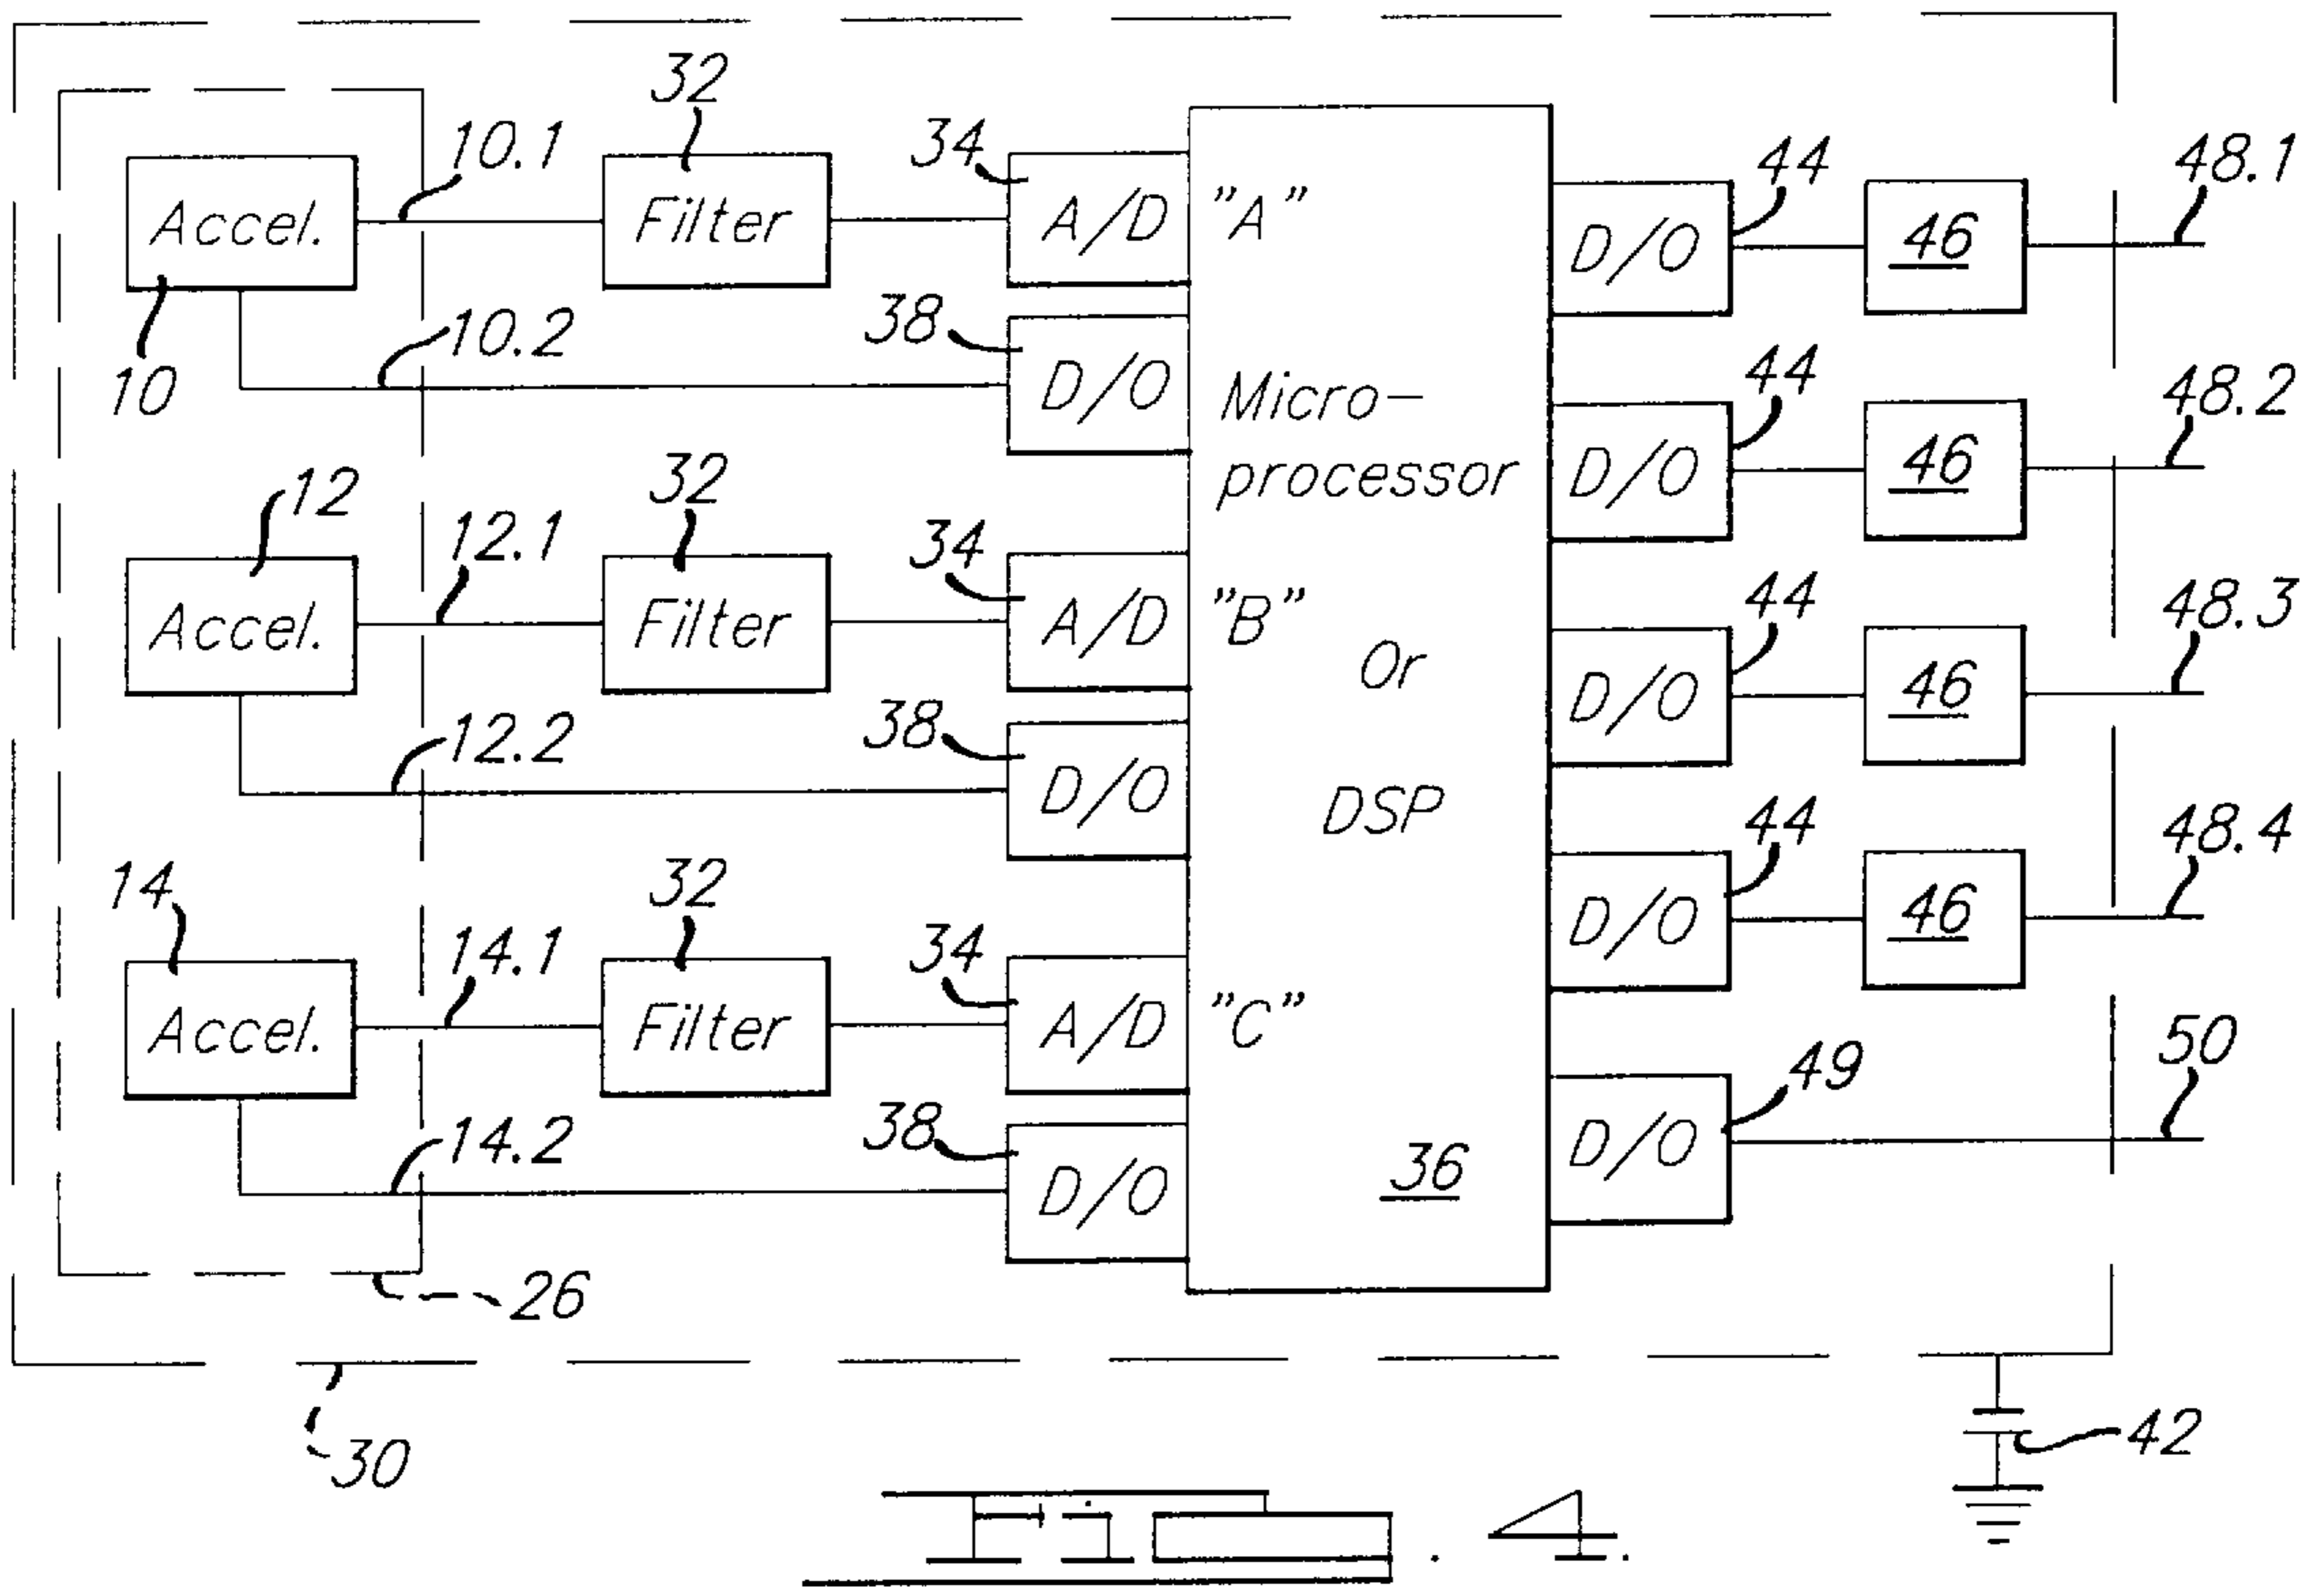 32
10.1
34
44
48.1
Accel.
Filter
A/D
"A"
D/O
46
10
10.2
38
D/O
Micro-
processor
44
48.2
D/O
46
12
12.1
32
34
44
48.3
Accel.
Filter
A/D
"B"
Or
D/O
46
12.2
38
D/O
DSP
44
48.4
D/O
46
14
14.1
32
34
Accel.
Filter
A/D
"C"
49
50
14.2
38
D/O
36
D/O
26
30
42
Fig. 4.